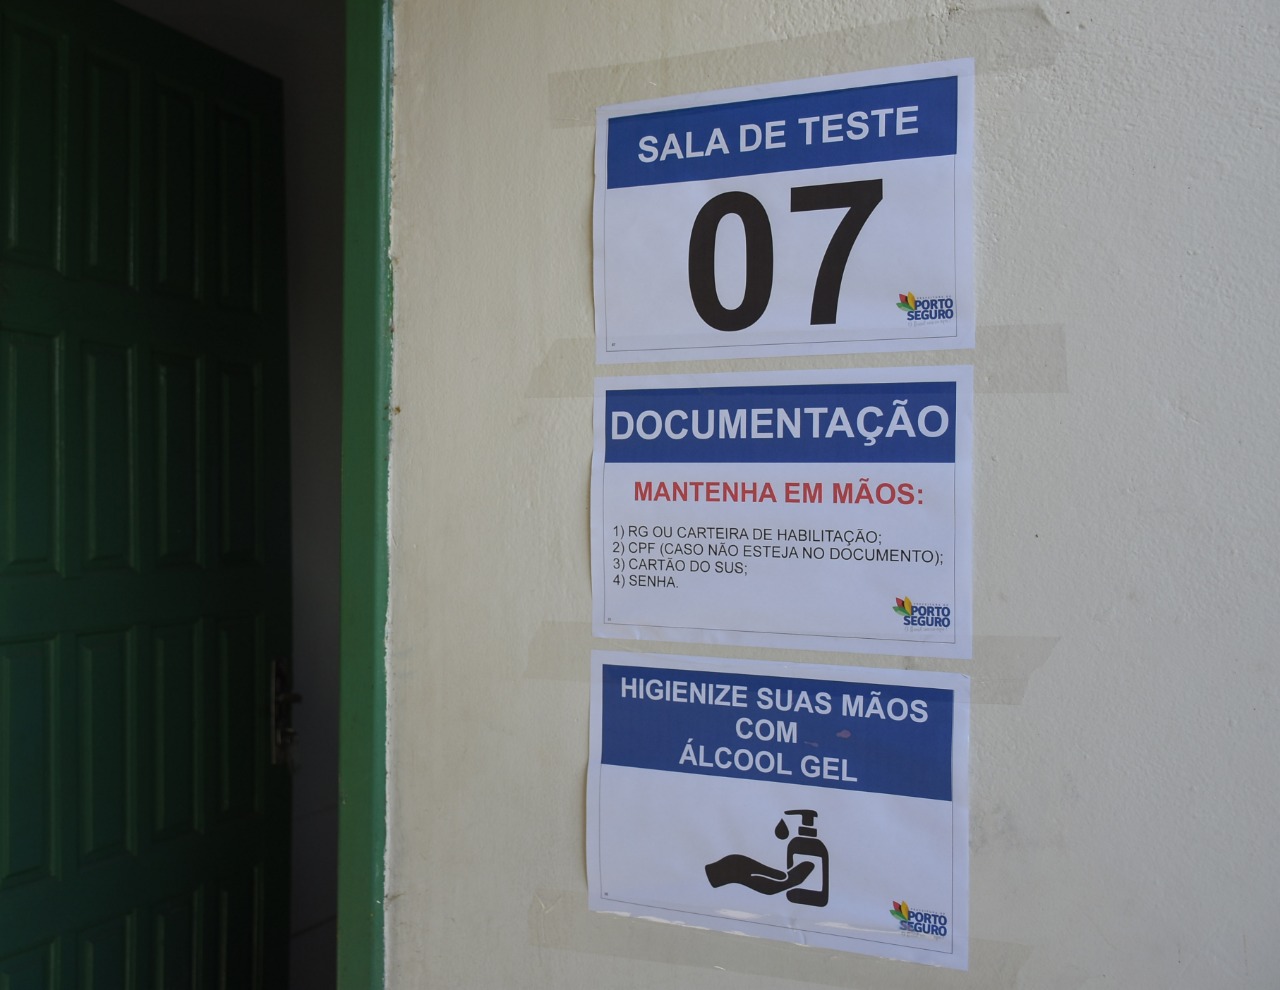 SALA DE TESTE
07
PORTO
SEGURO
DOCUMENTAÇÃO
MANTENHA EM MÃOS:
1) RG OU CARTEIRA DE HABILITAÇÃO;
2) CPF (CASO NÃO ESTEJA NO DOCUMENTO);
3) CARTÃO DO SUS;
4) SENHA.
PORTO
SEGURO
HIGIENIZE SUAS MÃOS
COM
ÁLCOOL GEL
PORTO
SEGURO